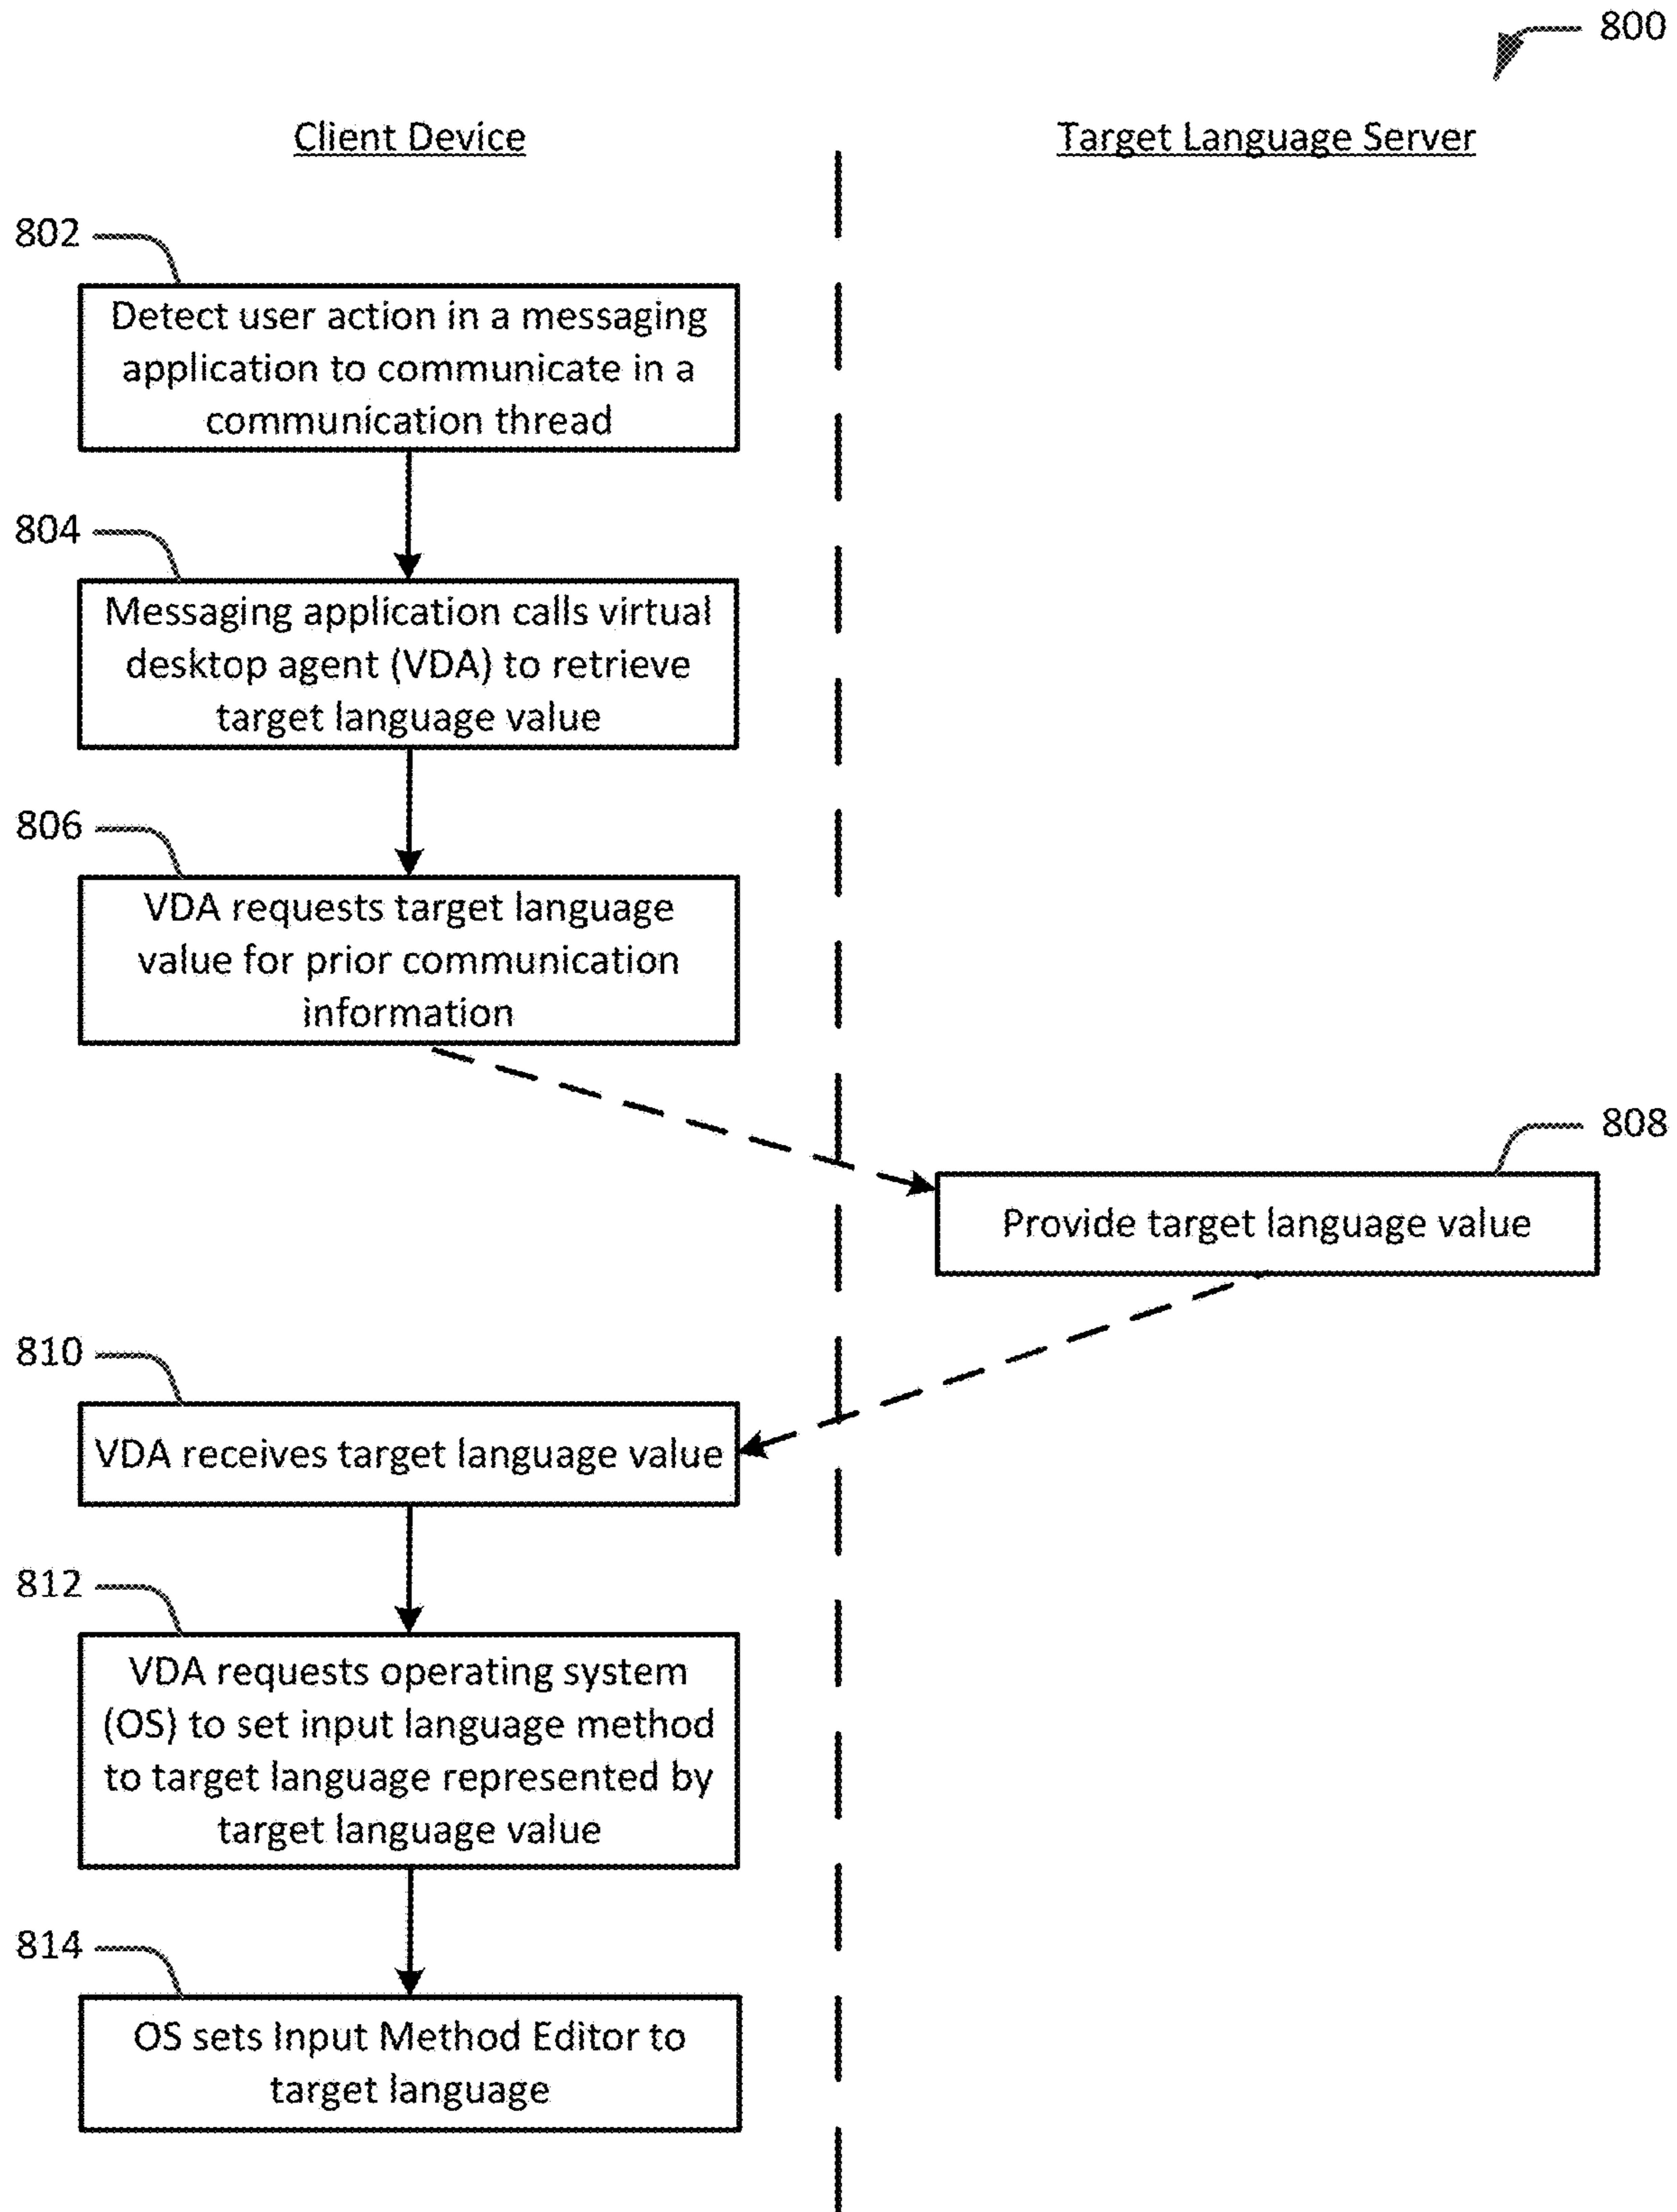 800
Client Device
Target Language Server
802
Detect user action in a messaging
application to communicate in a
communication thread
804
Messaging application calls virtual
desktop agent (VDA) to retrieve
target language value
806
VDA requests target language
value for prior communication
information
808
Provide target language value
810
VDA receives target language value
812
VDA requests operating system
(OS) to set input language method
to target language represented by
target language value
814
OS sets Input Method Editor to
target language